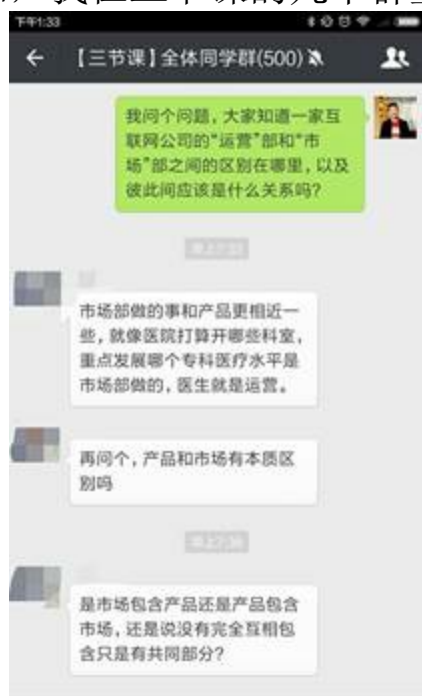 下午1:33
【三节课】全体同学群(500)
我问个问题，大家知道一家互
联网公司的“运营”部和“市
场”部之间的区别在哪里，以及
彼此间应该是什么关系吗？
市场部做的事和产品更相近一
些，就像医院打算开哪些科室，
重点发展哪个专科医疗水平是
市场部做的，医生就是运营。
再问个，产品和市场有本质区
别吗
是市场包含产品还是产品包含
市场，还是说没有完全互相包
含只是有共同部分？